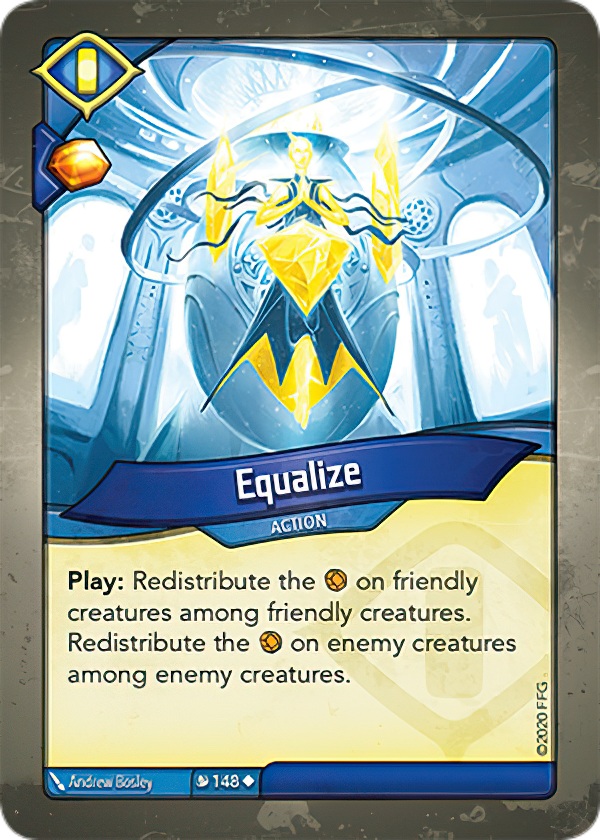 Equalize
ACTION
Play: Redistribute the on friendly
creatures among friendly creatures.
Redistribute the on enemy creatures
among enemy creatures.
©2020 FFG
Andrew Bosley
148